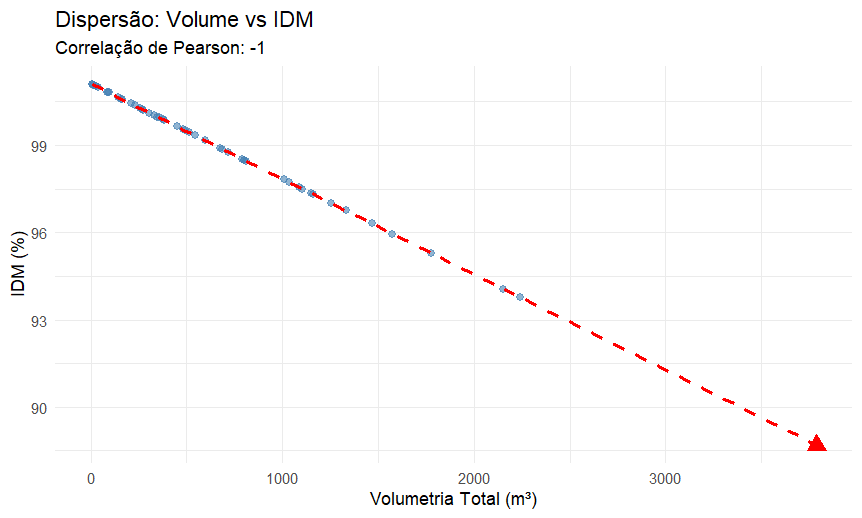 Dispersão: Volume vs IDM
Correlação de Pearson: -1
IDM (%)
99
96
93
90
0
1000
2000
3000
Volumetria Total (m³)